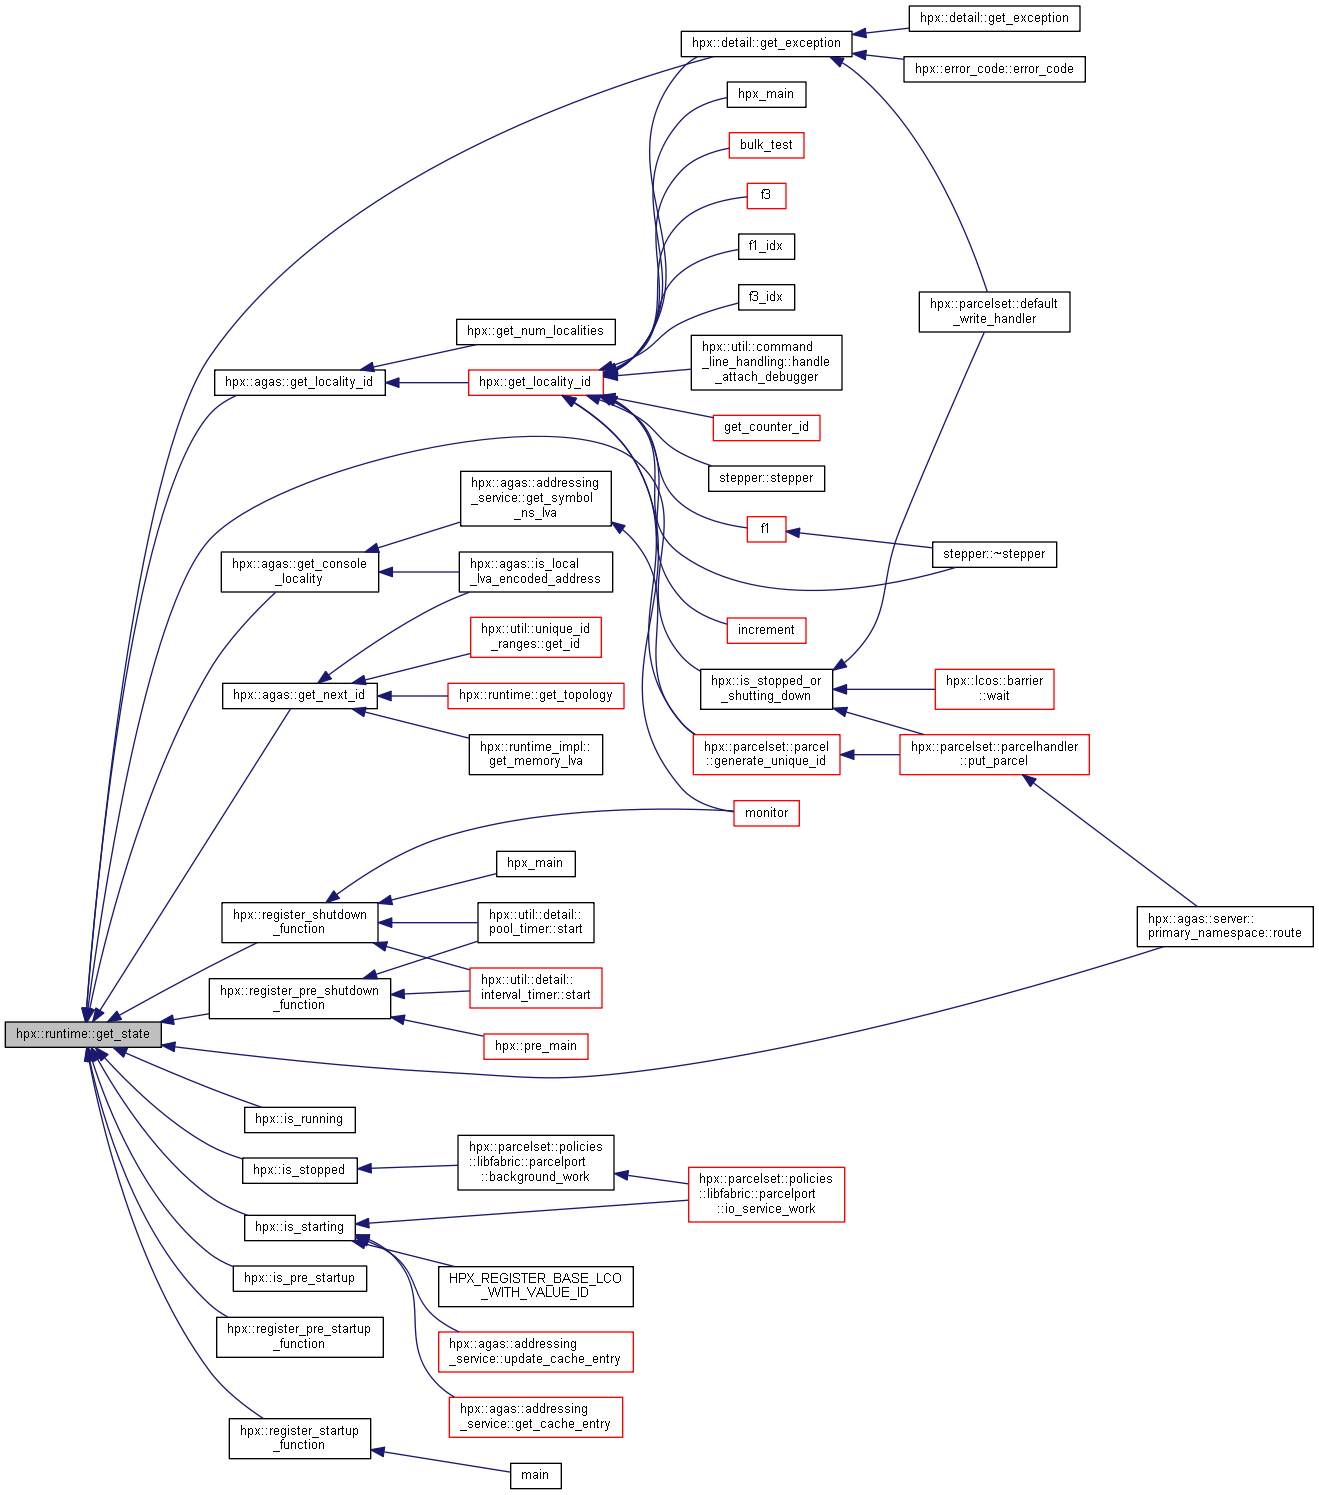 hpx::detail::get_exception
hpx::detail::get_exception
hpx::error_code::error_code
hpx_main
bulk_test
f3
f1_idx
f3_idx
hpx::parcelset::default
_write_handler
hpx::get_num_localities
hpx::util::command
_line_handling::handle
_attach_debugger
hpx::agas::get_locality_id
hpx::get_locality_id
get_counter_id
stepper::stepper
hpx::agas::addressing
_service::get_symbol
_ns_lva
f1
stepper::~stepper
hpx::agas::get_console
_locality
hpx::agas::is_local
_lva_encoded_address
hpx::util::unique_id
_ranges::get_id
increment
hpx::agas::get_next_id
hpx::runtime::get_topology
hpx::is_stopped_or
_shutting_down
hpx::lcos::barrier
::wait
hpx::runtime_impl::
get_memory_lva
hpx::parcelset::parcel
::generate_unique_id
hpx::parcelset::parcelhandler
::put_parcel
monitor
hpx_main
hpx::register_shutdown
_function
hpx::util::detail::
pool_timer::start
hpx::agas::server::
primary_namespace::route
hpx::register_pre_shutdown
_function
hpx::util::detail::
interval_timer::start
hpx::runtime::get_state
hpx::pre_main
hpx::is_running
hpx::is_stopped
hpx::parcelset::policies
::libfabric::parcelport
::background_work
hpx::parcelset::policies
::libfabric::parcelport
::io_service_work
hpx::is_starting
hpx::is_pre_startup
HPX_REGISTER_BASE_LCO
_WITH_VALUE_ID
hpx::register_pre_startup
_function
hpx::agas::addressing
_service::update_cache_entry
hpx::agas::addressing
_service::get_cache_entry
hpx::register_startup
_function
main